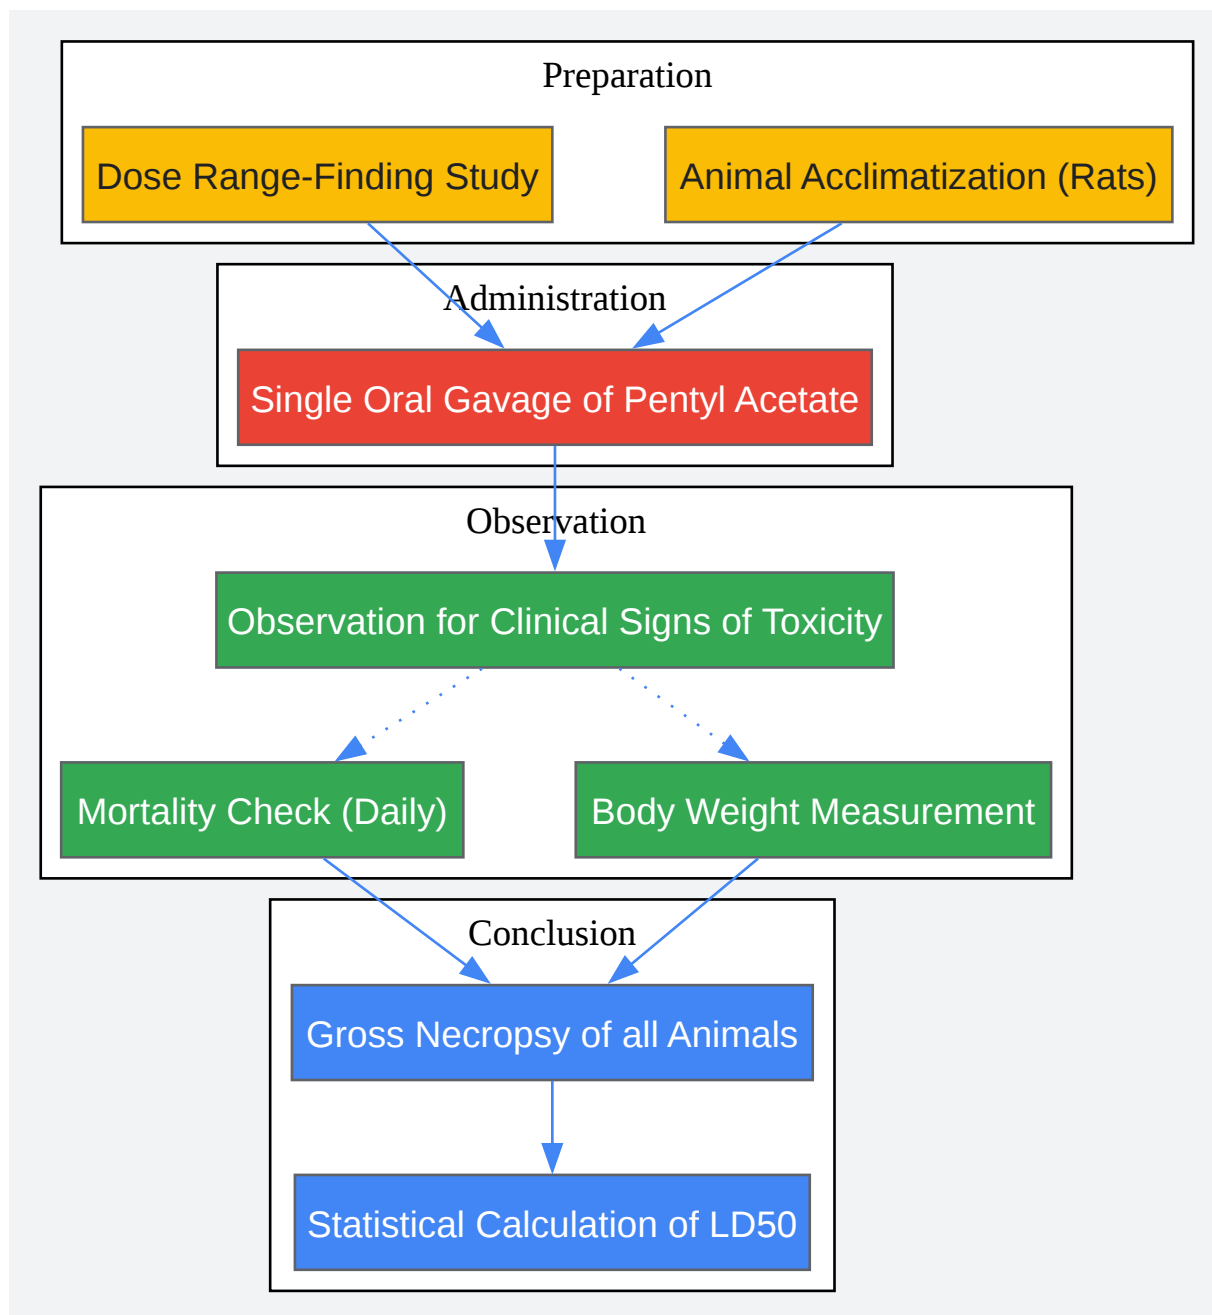 Preparation
Dose Range-Finding Study
Animal Acclimatization (Rats)
Administration
Single Oral Gavage of Pentyl Acetate
Observation
Observation for Clinical Signs of Toxicity
Mortality Check (Daily)
Body Weight Measurement
Conclusion
Gross Necropsy of all Animals
Statistical Calculation of LD50